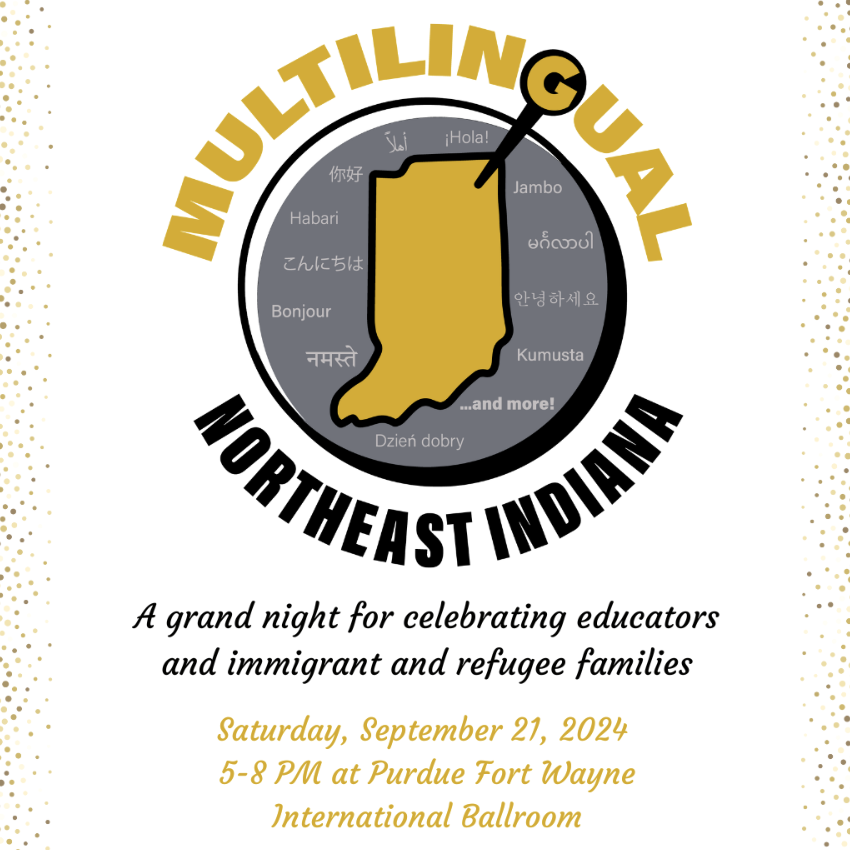 MULTILINGUAL
أهلاً
¡Hola!
你好
Jambo
Habari
မင်္ဂလာပါ
こんにちは
안녕하세요
Bonjour
नमस्ते
Kumusta
...and more!
Dzień dobry
NORTHEAST INDIANA
A grand night for celebrating educators
and immigrant and refugee families
Saturday, September 21, 2024
5-8 PM at Purdue Fort Wayne
International Ballroom